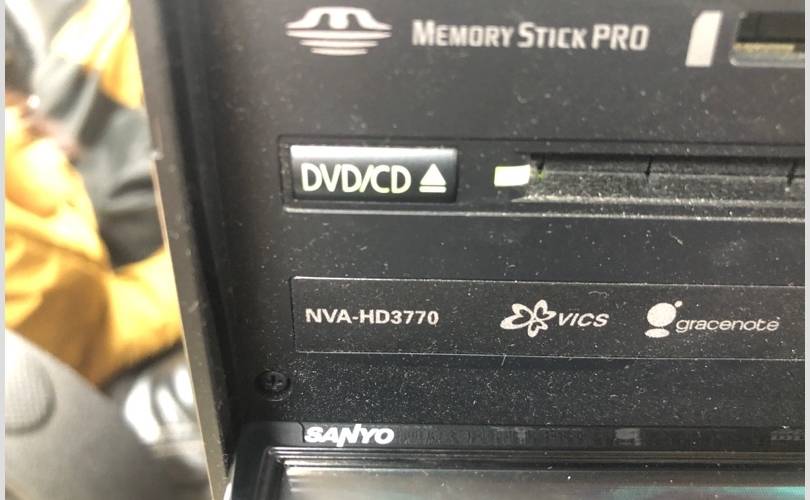 MEMORY STICK PRO
DVD/CD
NVA-HD3770 VICS gracenote
SANYO